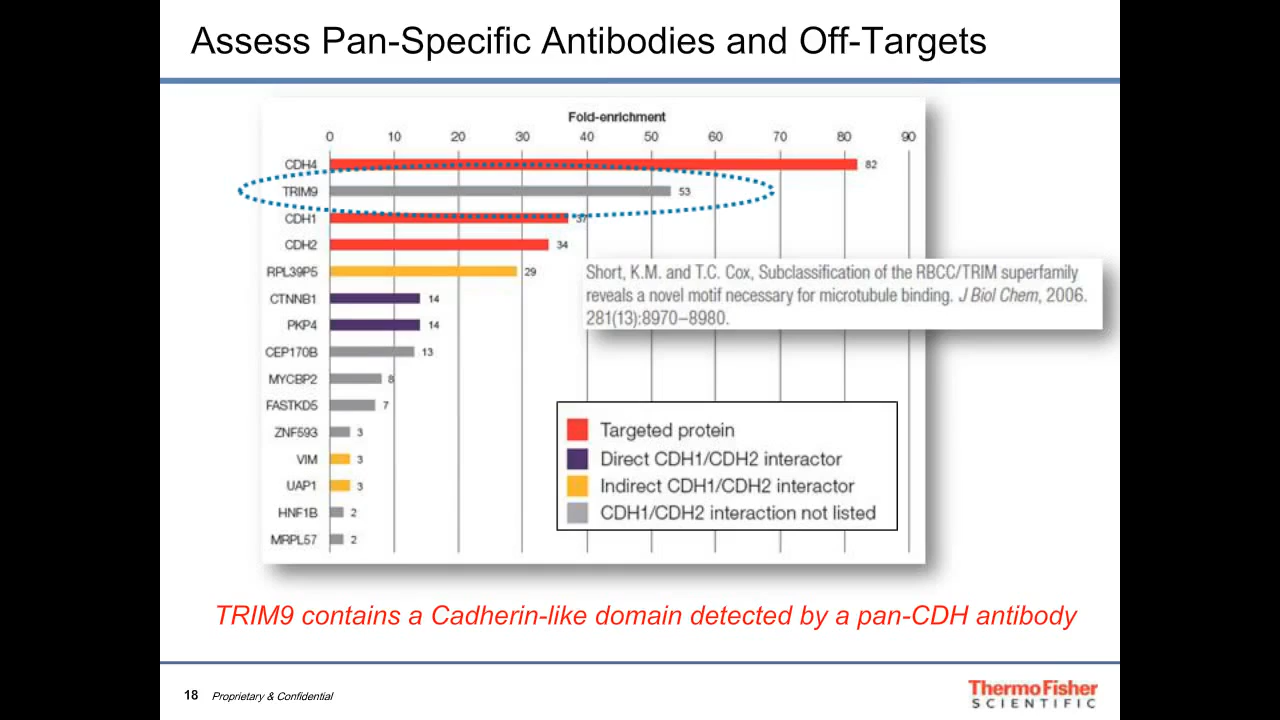 Assess Pan-Specific Antibodies and Off-Targets
Fold-enrichment
0 10 20 30 40 50 60 70 80 90
CDH4 82
TRIM9 53
CDH1 37
CDH2 34
RPL39P5 29
CTNNB1 14
PKP4 14
CEP170B 13
MYCBP2 8
FASTKD5 7
ZNF593 3
VIM 3
UAP1 3
HNF1B 2
MRPL57 2
Short, K.M. and T.C. Cox, Subclassification of the RBCC/TRIM superfamily
reveals a novel motif necessary for microtubule binding. J Biol Chem, 2006.
281(13):8970–8980.
Targeted protein
Direct CDH1/CDH2 interactor
Indirect CDH1/CDH2 interactor
CDH1/CDH2 interaction not listed
TRIM9 contains a Cadherin-like domain detected by a pan-CDH antibody
18 Proprietary & Confidential
ThermoFisher
SCIENTIFIC